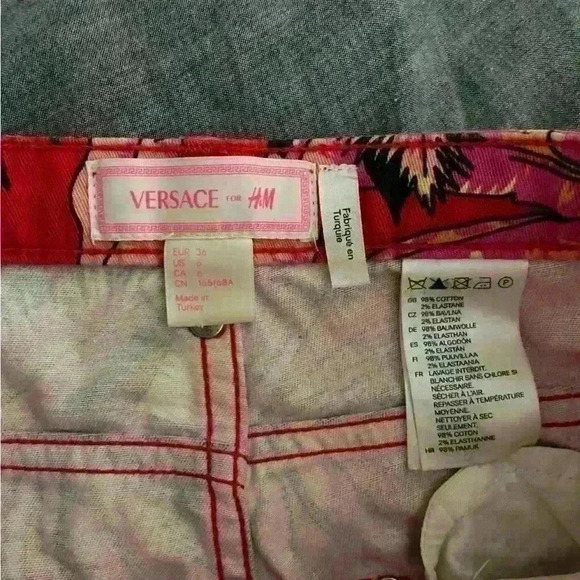 VERSACE FOR H&M
EUR 36
US 6
CA 6
CN 165/68A
Made in
Turkey
Fabriqué en
Turquie
GB 98% COTTON
2% ELASTANE
CZ 98% BAVLNA
2% ELASTAN
DE 98% BAUMWOLLE
2% ELASTHAN
ES 98% ALGODÓN
2% ELASTÁN
FI 98% PUUVILLAA
2% ELASTAANIA
FR LAVAGE INTERDIT.
BLANCHIR SANS CHLORE SI
NÉCESSAIRE.
SÉCHER À L'AIR.
REPASSER À TEMPÉRATURE
MOYENNE.
NETTOYER À SEC
SEULEMENT.
98% COTON
2% ELASTHANNE
HR 98% PAMUK